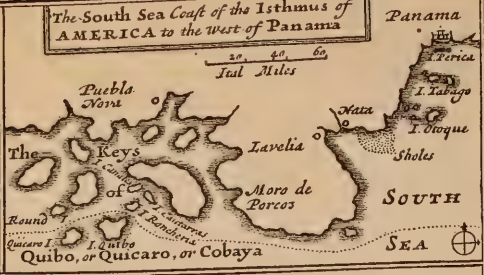 The South Sea Coast of the Isthmus of
AMERICA to the West of Panama
Panama
20 40 60
Ital Miles
I. Perica
I. Tabago
I. Otoque
Puebla
Nova
Nata
Sholes
The Keys
of
Lavelia
Moro de
Porcos
SOUTH
SEA
Round
I. Rancheria
Quicaro I.
I. Quibo
Quibo, or Quicaro, or Cobaya